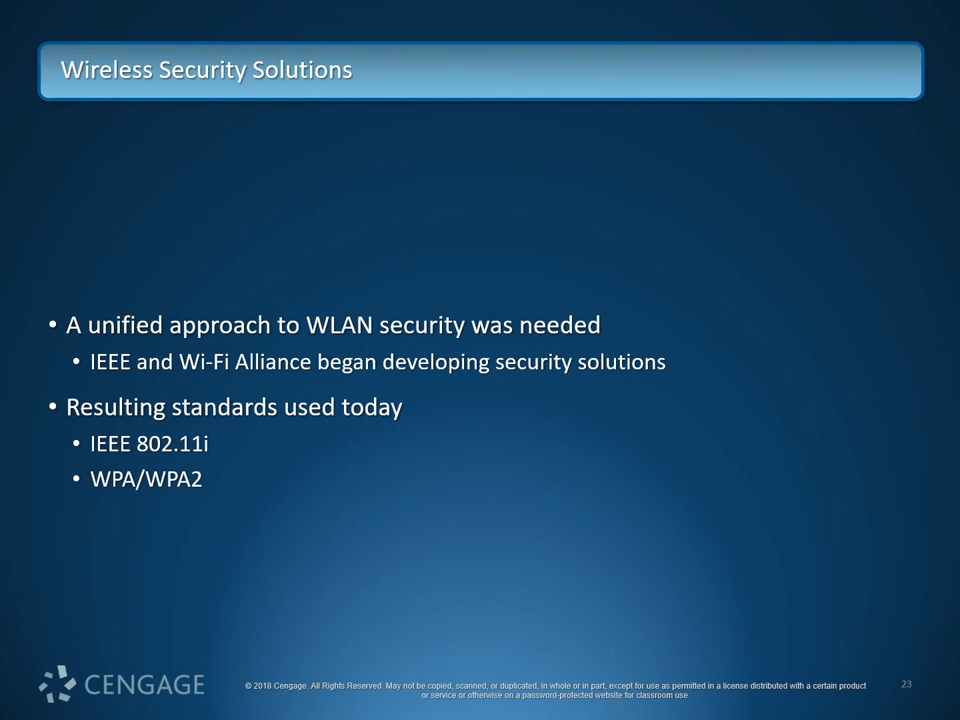 Wireless Security Solutions
• A unified approach to WLAN security was needed
• IEEE and Wi-Fi Alliance began developing security solutions
• Resulting standards used today
• IEEE 802.11i
• WPA/WPA2
CENGAGE
© 2018 Cengage. All Rights Reserved. May not be copied, scanned, or duplicated, in whole or in part, except for use as permitted in a license distributed with a certain product
or service or otherwise on a password-protected website for classroom use.
23